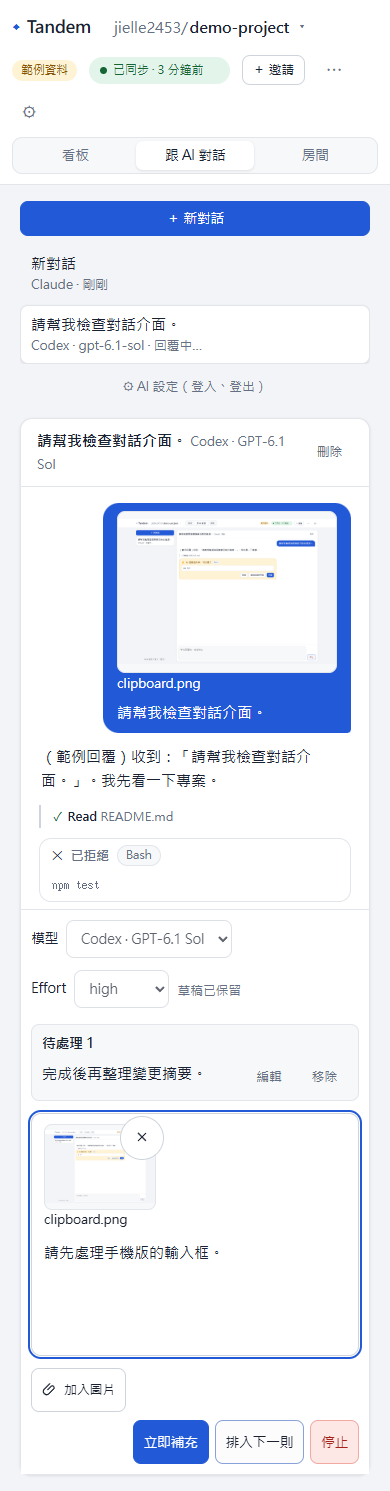 Tandem jielle2453/demo-project
範例資料 已同步 · 3 分鐘前 + 邀請 ···
看板 跟 AI 對話 房間
+ 新對話
新對話
Claude · 剛剛
請幫我檢查對話介面。
Codex · gpt-6.1-sol · 回覆中…
AI 設定（登入、登出）
請幫我檢查對話介面。 Codex · GPT-6.1
Sol
刪除
clipboard.png
請幫我檢查對話介面。
（範例回覆）收到：「請幫我檢查對話介
面。」。我先看一下專案。
✓ Read README.md
已拒絕 Bash
npm test
模型 Codex · GPT-6.1 Sol
Effort high 草稿已保留
待處理 1
完成後再整理變更摘要。 編輯 移除
clipboard.png
請先處理手機版的輸入框。
加入圖片
立即補充 排入下一則 停止